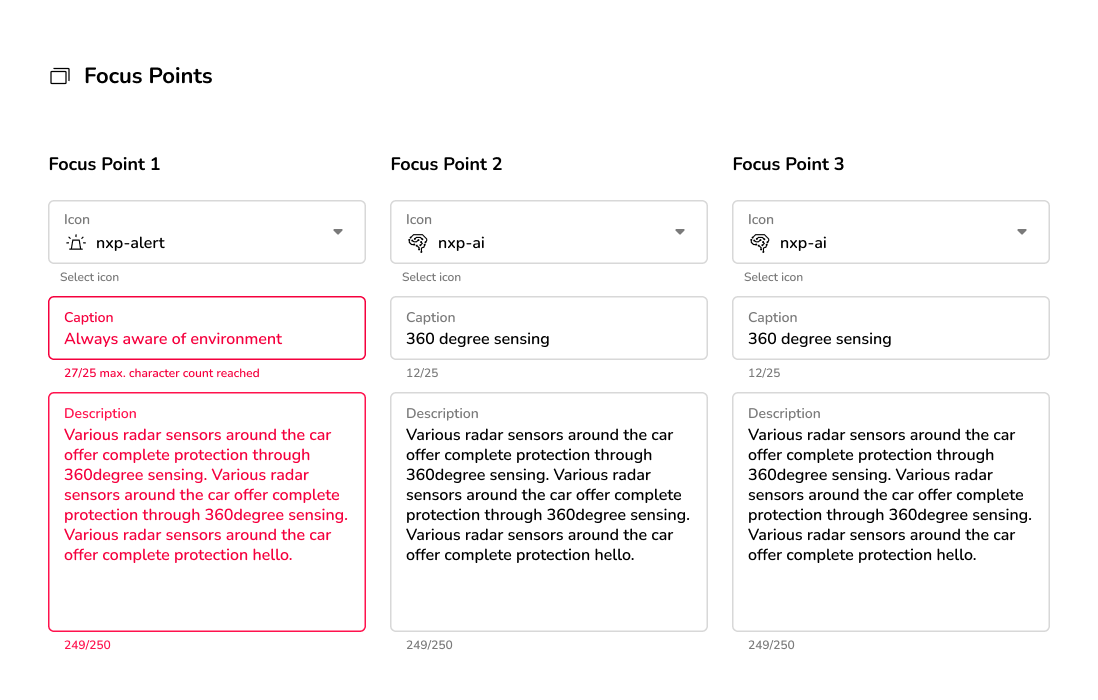 Focus Points
Focus Point 1
Icon
nxp-alert
Select icon
Caption
Always aware of environment
27/25 max. character count reached
Description
Various radar sensors around the car
offer complete protection through
360degree sensing. Various radar
sensors around the car offer complete
protection through 360degree sensing.
Various radar sensors around the car
offer complete protection hello.
249/250
Focus Point 2
Icon
nxp-ai
Select icon
Caption
360 degree sensing
12/25
Description
Various radar sensors around the car
offer complete protection through
360degree sensing. Various radar
sensors around the car offer complete
protection through 360degree sensing.
Various radar sensors around the car
offer complete protection hello.
249/250
Focus Point 3
Icon
nxp-ai
Select icon
Caption
360 degree sensing
12/25
Description
Various radar sensors around the car
offer complete protection through
360degree sensing. Various radar
sensors around the car offer complete
protection through 360degree sensing.
Various radar sensors around the car
offer complete protection hello.
249/250